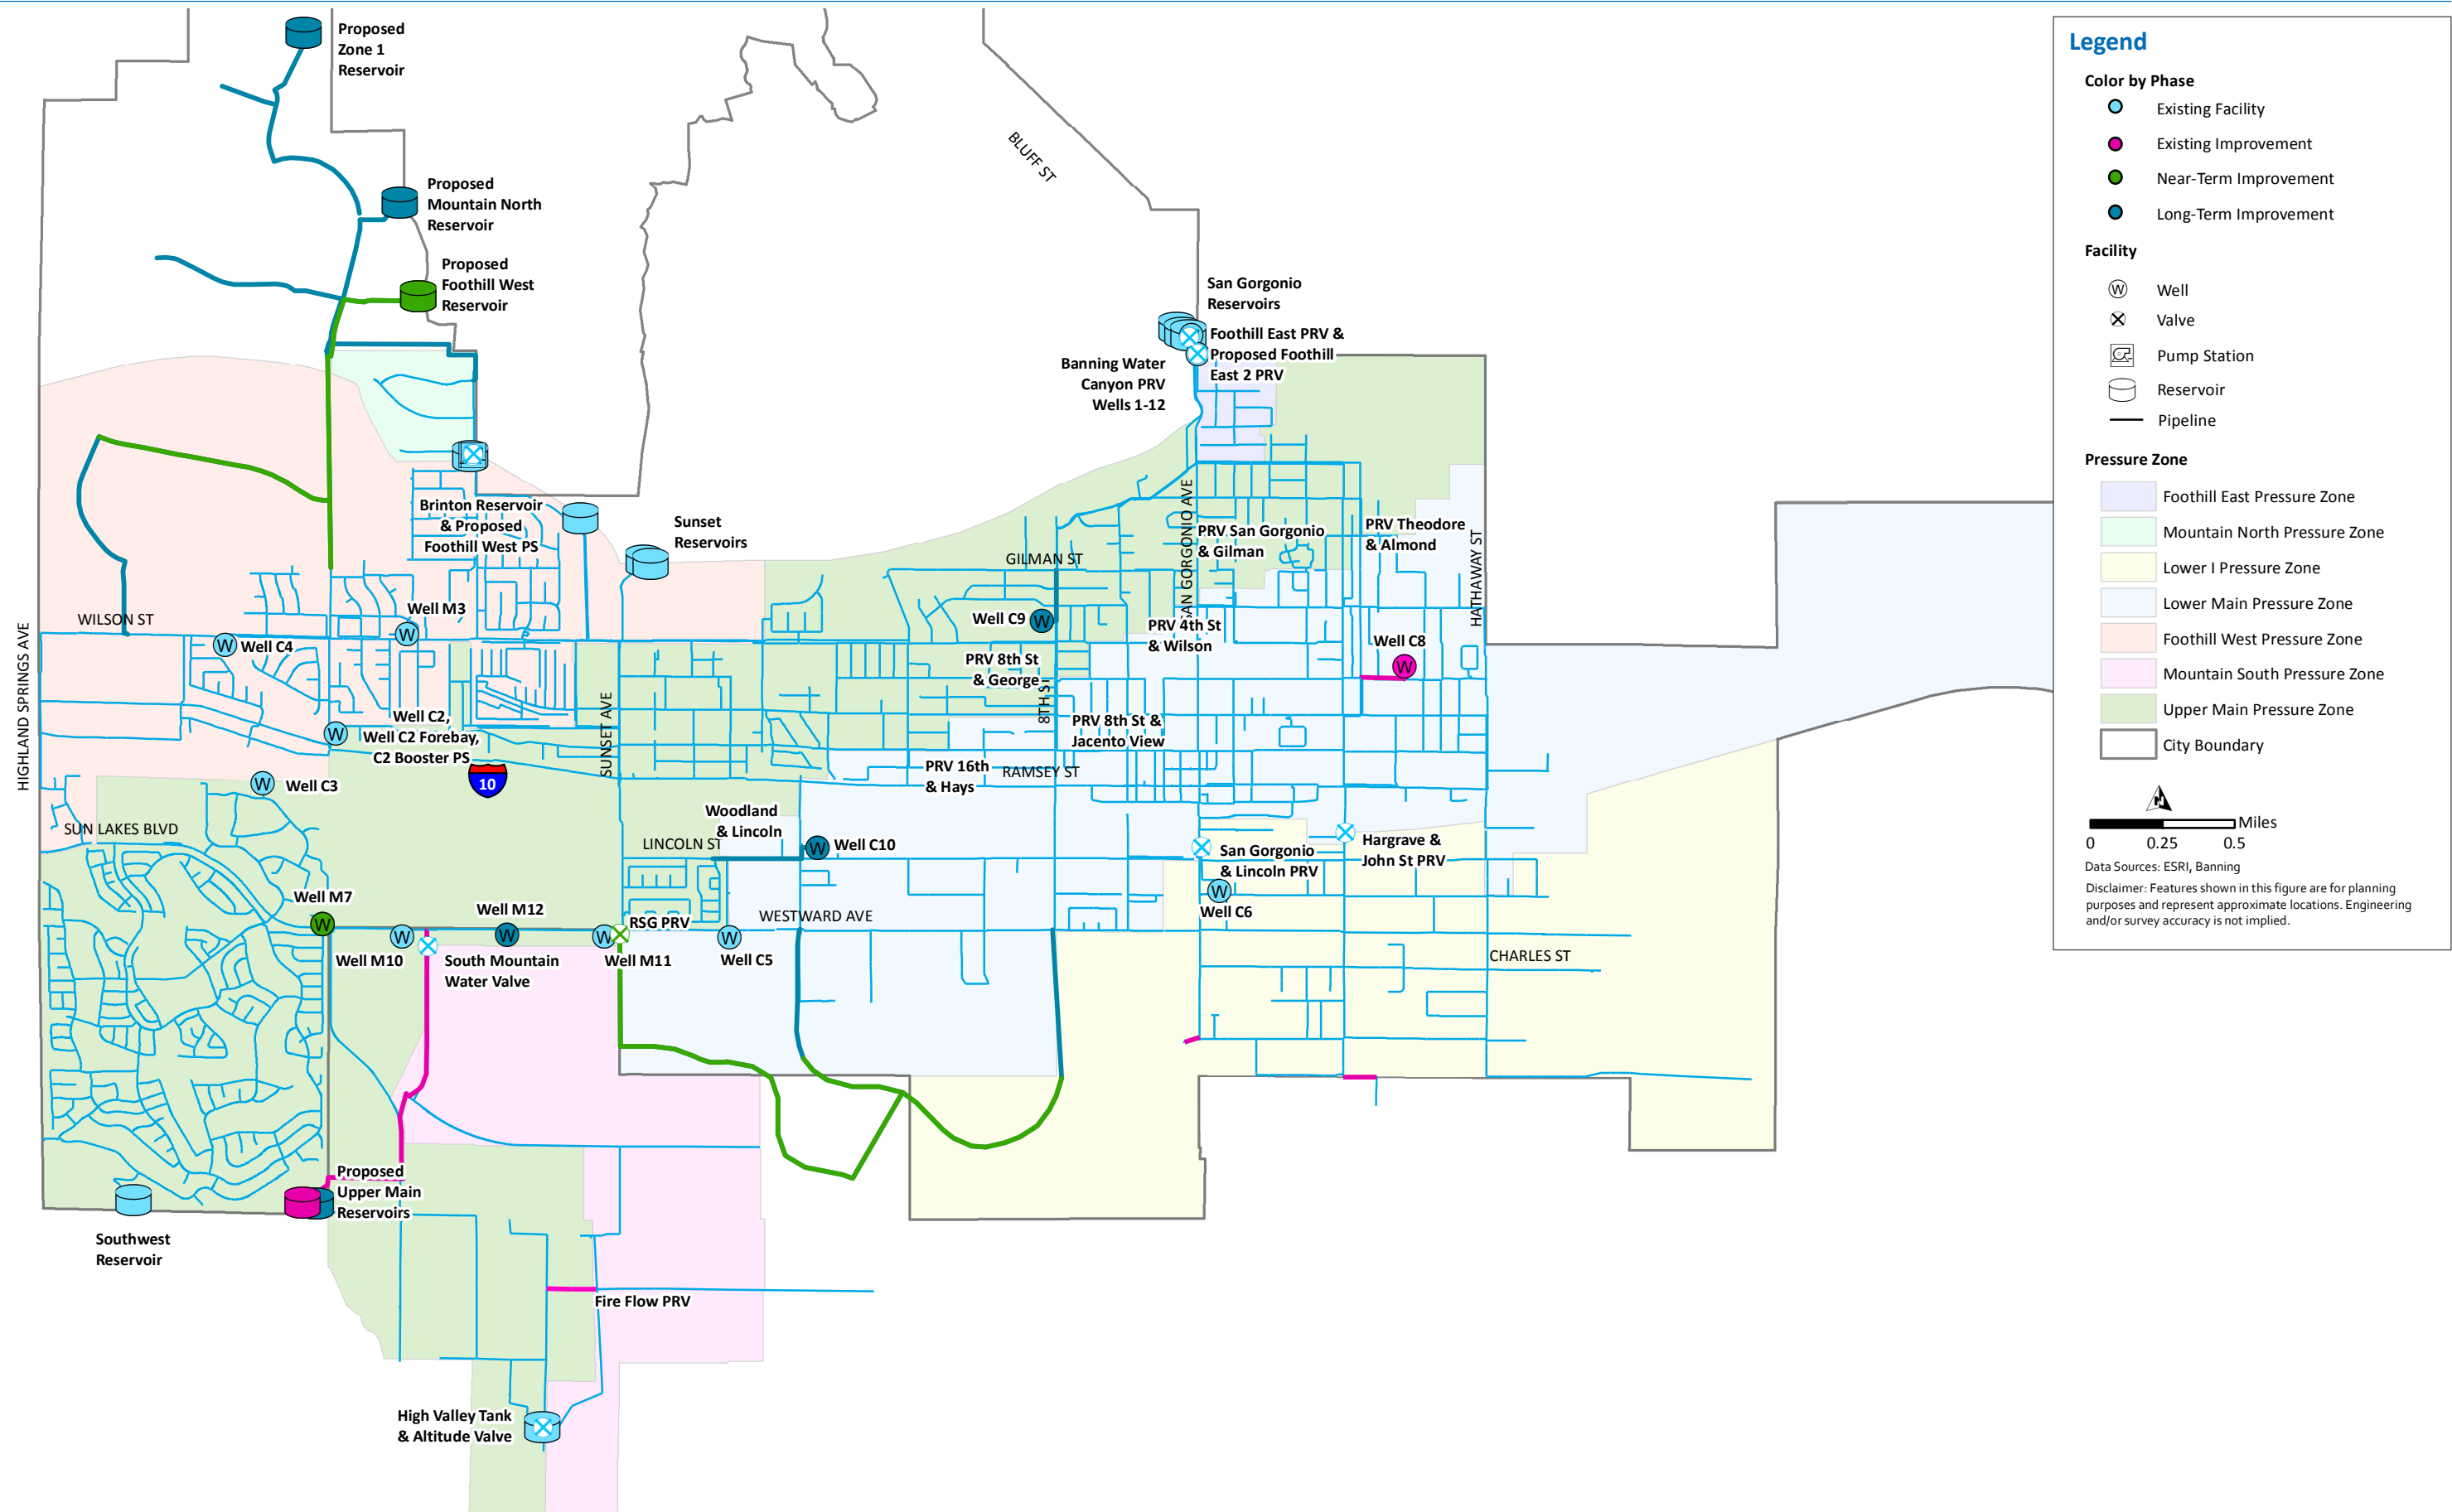 Proposed
Zone 1
Reservoir
Proposed
Mountain North
Reservoir
Proposed
Foothill West
Reservoir
BLUFF ST
San Gorgonio
Reservoirs
Foothill East PRV &
Proposed Foothill
East 2 PRV
Banning Water
Canyon PRV
Wells 1-12
Brinton Reservoir
& Proposed
Foothill West PS
Sunset
Reservoirs
GILMAN ST
SAN GORGONIO AVE
PRV San Gorgonio
& Gilman
PRV Theodore
& Almond
HATHAWAY ST
HIGHLAND SPRINGS AVE
WILSON ST
W
Well C4
W
Well M3
Well C9
W
PRV 4th St
& Wilson
PRV 8th St
& George
8TH ST
Well C8
W
SUNSET AVE
W
Well C2,
Well C2 Forebay,
C2 Booster PS
10
PRV 8th St &
Jacento View
PRV 16th
& Hays
RAMSEY ST
W
Well C3
SUN LAKES BLVD
Woodland
& Lincoln
LINCOLN ST
W
Well C10
San Gorgonio
& Lincoln PRV
Hargrave &
John St PRV
W
Well C6
Well M7
W
W
Well M10
South Mountain
Water Valve
Well M12
W
W
Well M11
RSG PRV
WESTWARD AVE
W
Well C5
CHARLES ST
Proposed
Upper Main
Reservoirs
Southwest
Reservoir
Fire Flow PRV
High Valley Tank
& Altitude Valve
Legend
Color by Phase
Existing Facility
Existing Improvement
Near-Term Improvement
Long-Term Improvement
Facility
W
Well
Valve
Pump Station
Reservoir
Pipeline
Pressure Zone
Foothill East Pressure Zone
Mountain North Pressure Zone
Lower I Pressure Zone
Lower Main Pressure Zone
Foothill West Pressure Zone
Mountain South Pressure Zone
Upper Main Pressure Zone
City Boundary
N
Miles
0 0.25 0.5
Data Sources: ESRI, Banning
Disclaimer: Features shown in this figure are for planning
purposes and represent approximate locations. Engineering
and/or survey accuracy is not implied.